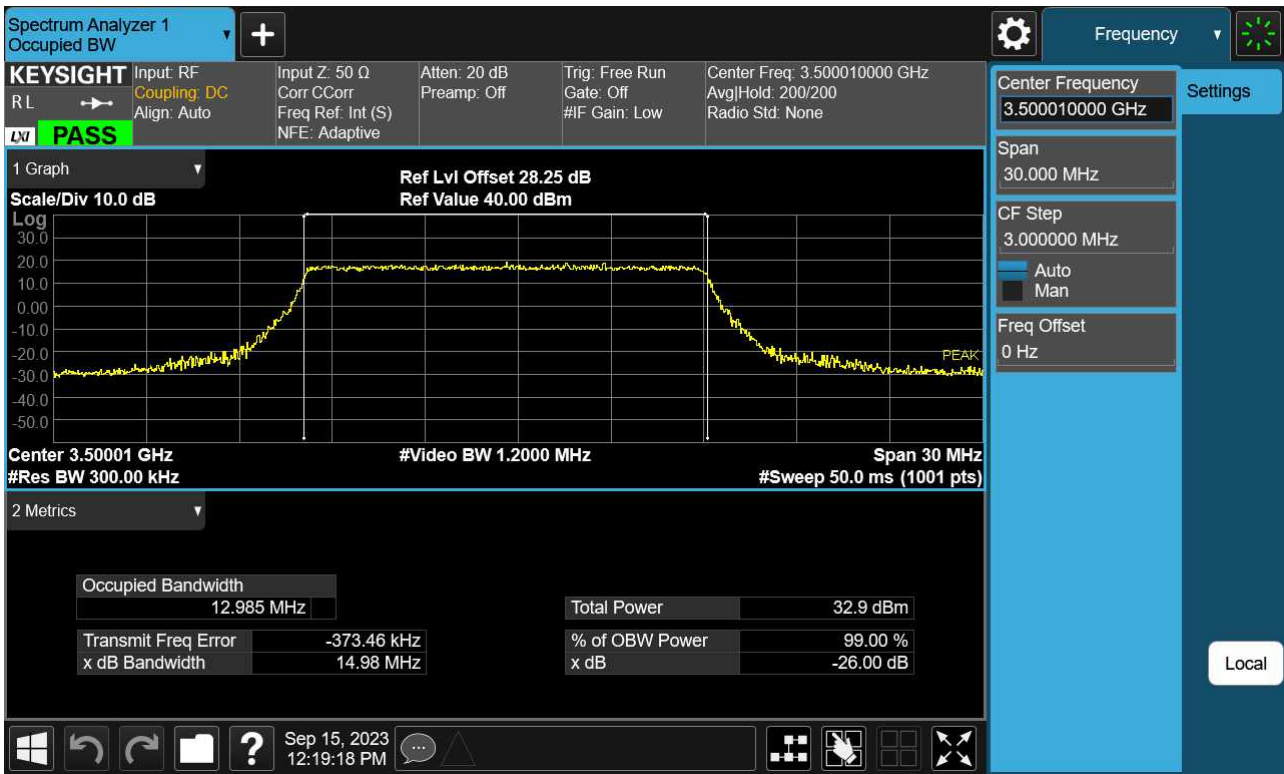 Spectrum Analyzer 1
Occupied BW
Frequency
KEYSIGHT
R L
LXI
PASS
Input: RF
Coupling: DC
Align: Auto
Input Z: 50 Ω
Corr CCorr
Freq Ref: Int (S)
NFE: Adaptive
Atten: 20 dB
Preamp: Off
Trig: Free Run
Gate: Off
#IF Gain: Low
Center Freq: 3.500010000 GHz
Avg|Hold: 200/200
Radio Std: None
Center Frequency
3.500010000 GHz
Settings
Span
30.000 MHz
CF Step
3.000000 MHz
Auto
Man
Freq Offset
0 Hz
Local
1 Graph
Scale/Div 10.0 dB
Ref Lvl Offset 28.25 dB
Ref Value 40.00 dBm
Log
30.0
20.0
10.0
0.00
-10.0
-20.0
-30.0
-40.0
-50.0
PEAK
Center 3.50001 GHz
#Video BW 1.2000 MHz
Span 30 MHz
#Res BW 300.00 kHz
#Sweep 50.0 ms (1001 pts)
2 Metrics
Occupied Bandwidth
12.985 MHz
Total Power 32.9 dBm
Transmit Freq Error -373.46 kHz
% of OBW Power 99.00 %
x dB Bandwidth 14.98 MHz
x dB -26.00 dB
?
Sep 15, 2023
12:19:18 PM